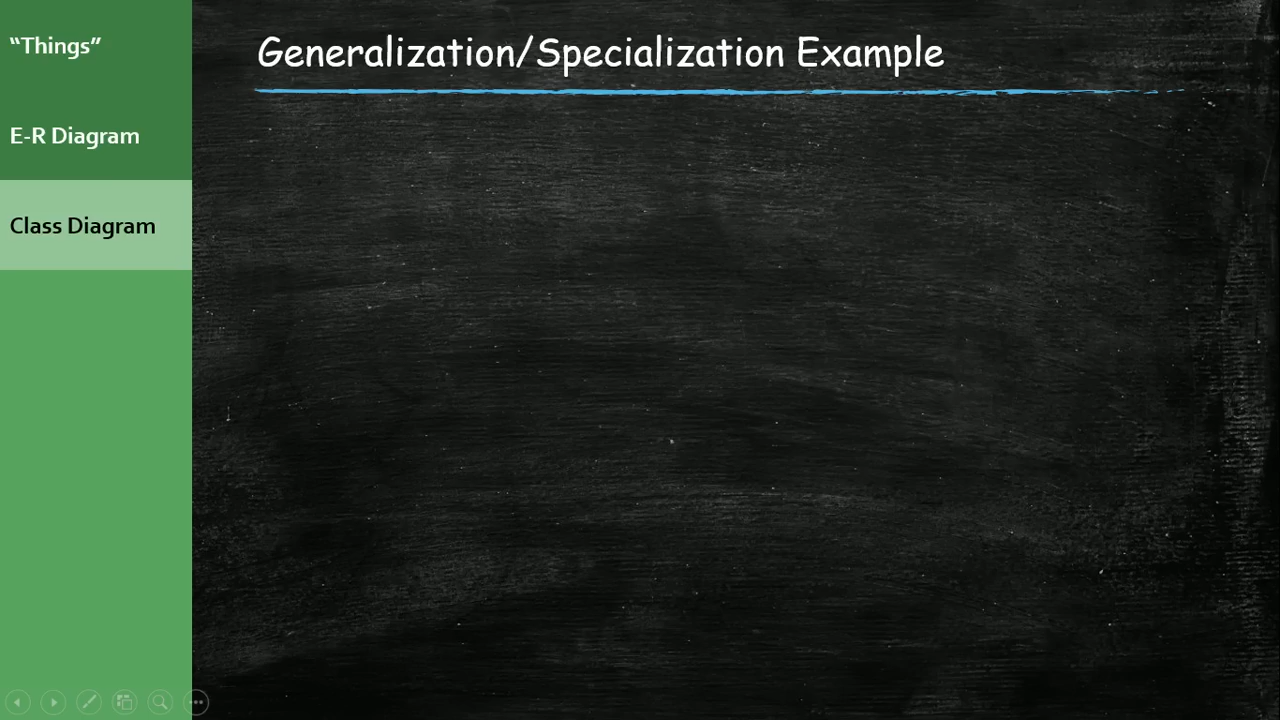 “Things”
E-R Diagram
Class Diagram
Generalization/Specialization Example